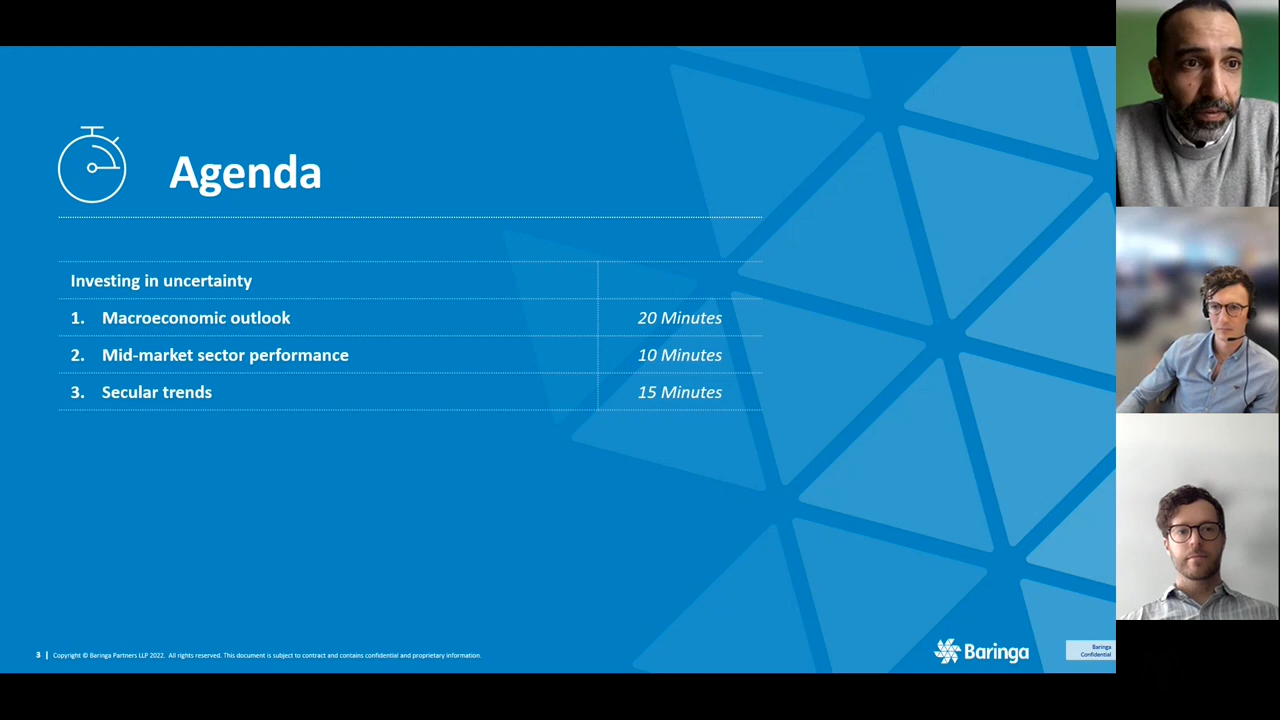 Agenda
Investing in uncertainty
1. Macroeconomic outlook 20 Minutes
2. Mid-market sector performance 10 Minutes
3. Secular trends 15 Minutes
3 | Copyright © Baringa Partners LLP 2022. All rights reserved. This document is subject to contract and contains confidential and proprietary information.
Baringa
Baringa
Confidential